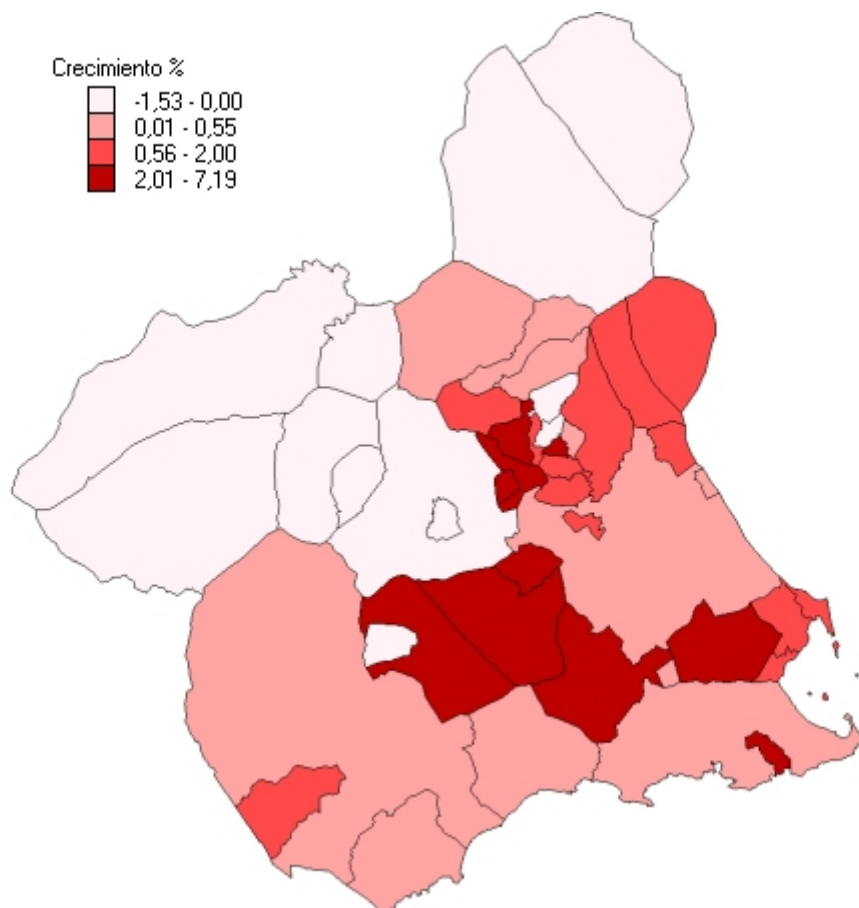 Crecimiento %
-1,53 - 0,00
0,01 - 0,55
0,56 - 2,00
2,01 - 7,19